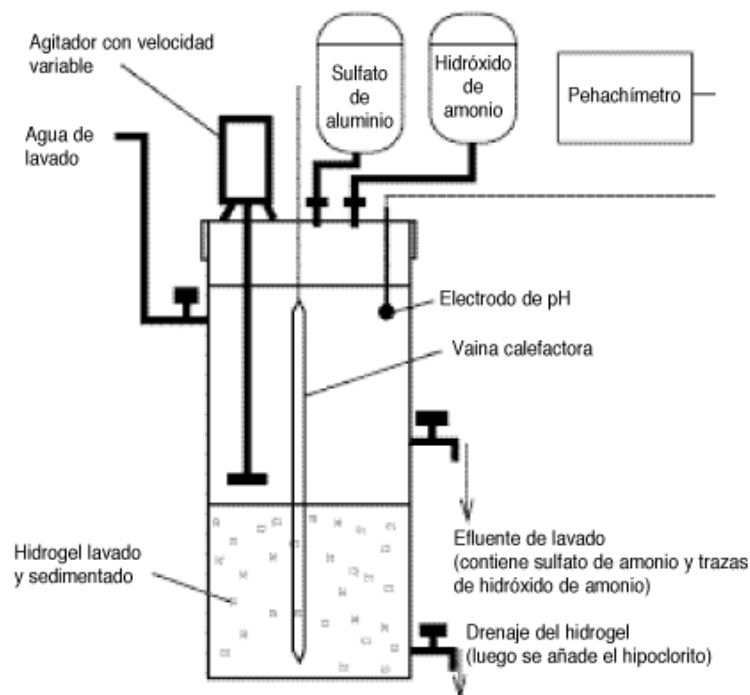 Agitador con velocidad
variable
Sulfato
de
aluminio
Hidróxido
de
amonio
Pehachímetro
Agua de
lavado
Electrodo de pH
Vaina calefactora
Hidrogel lavado
y sedimentado
Efluente de lavado
(contiene sulfato de amonio y trazas
de hidróxido de amonio)
Drenaje del hidrogel
(luego se añade el hipoclorito)